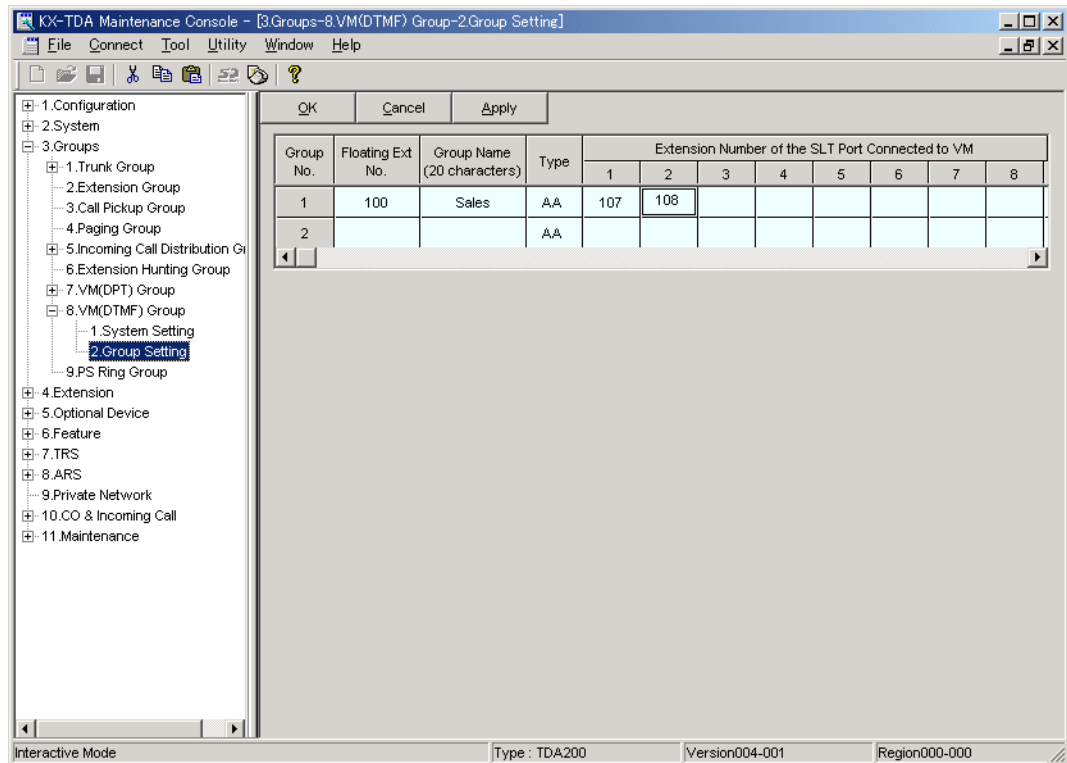 KX-TDA Maintenance Console - [3.Groups-8.VM(DTMF) Group-2.Group Setting]
File Connect Tool Utility Window Help
1.Configuration
2.System
3.Groups
1.Trunk Group
2.Extension Group
3.Call Pickup Group
4.Paging Group
5.Incoming Call Distribution Gr
6.Extension Hunting Group
7.VM(DPT) Group
8.VM(DTMF) Group
1.System Setting
2.Group Setting
9.PS Ring Group
4.Extension
5.Optional Device
6.Feature
7.TRS
8.ARS
9.Private Network
10.CO & Incoming Call
11.Maintenance
OK Cancel Apply
Group No. Floating Ext No. Group Name (20 characters) Type Extension Number of the SLT Port Connected to VM
1 2 3 4 5 6 7 8
1 100 Sales AA 107 108
2 AA
Interactive Mode Type : TDA200 Version004-001 Region000-000